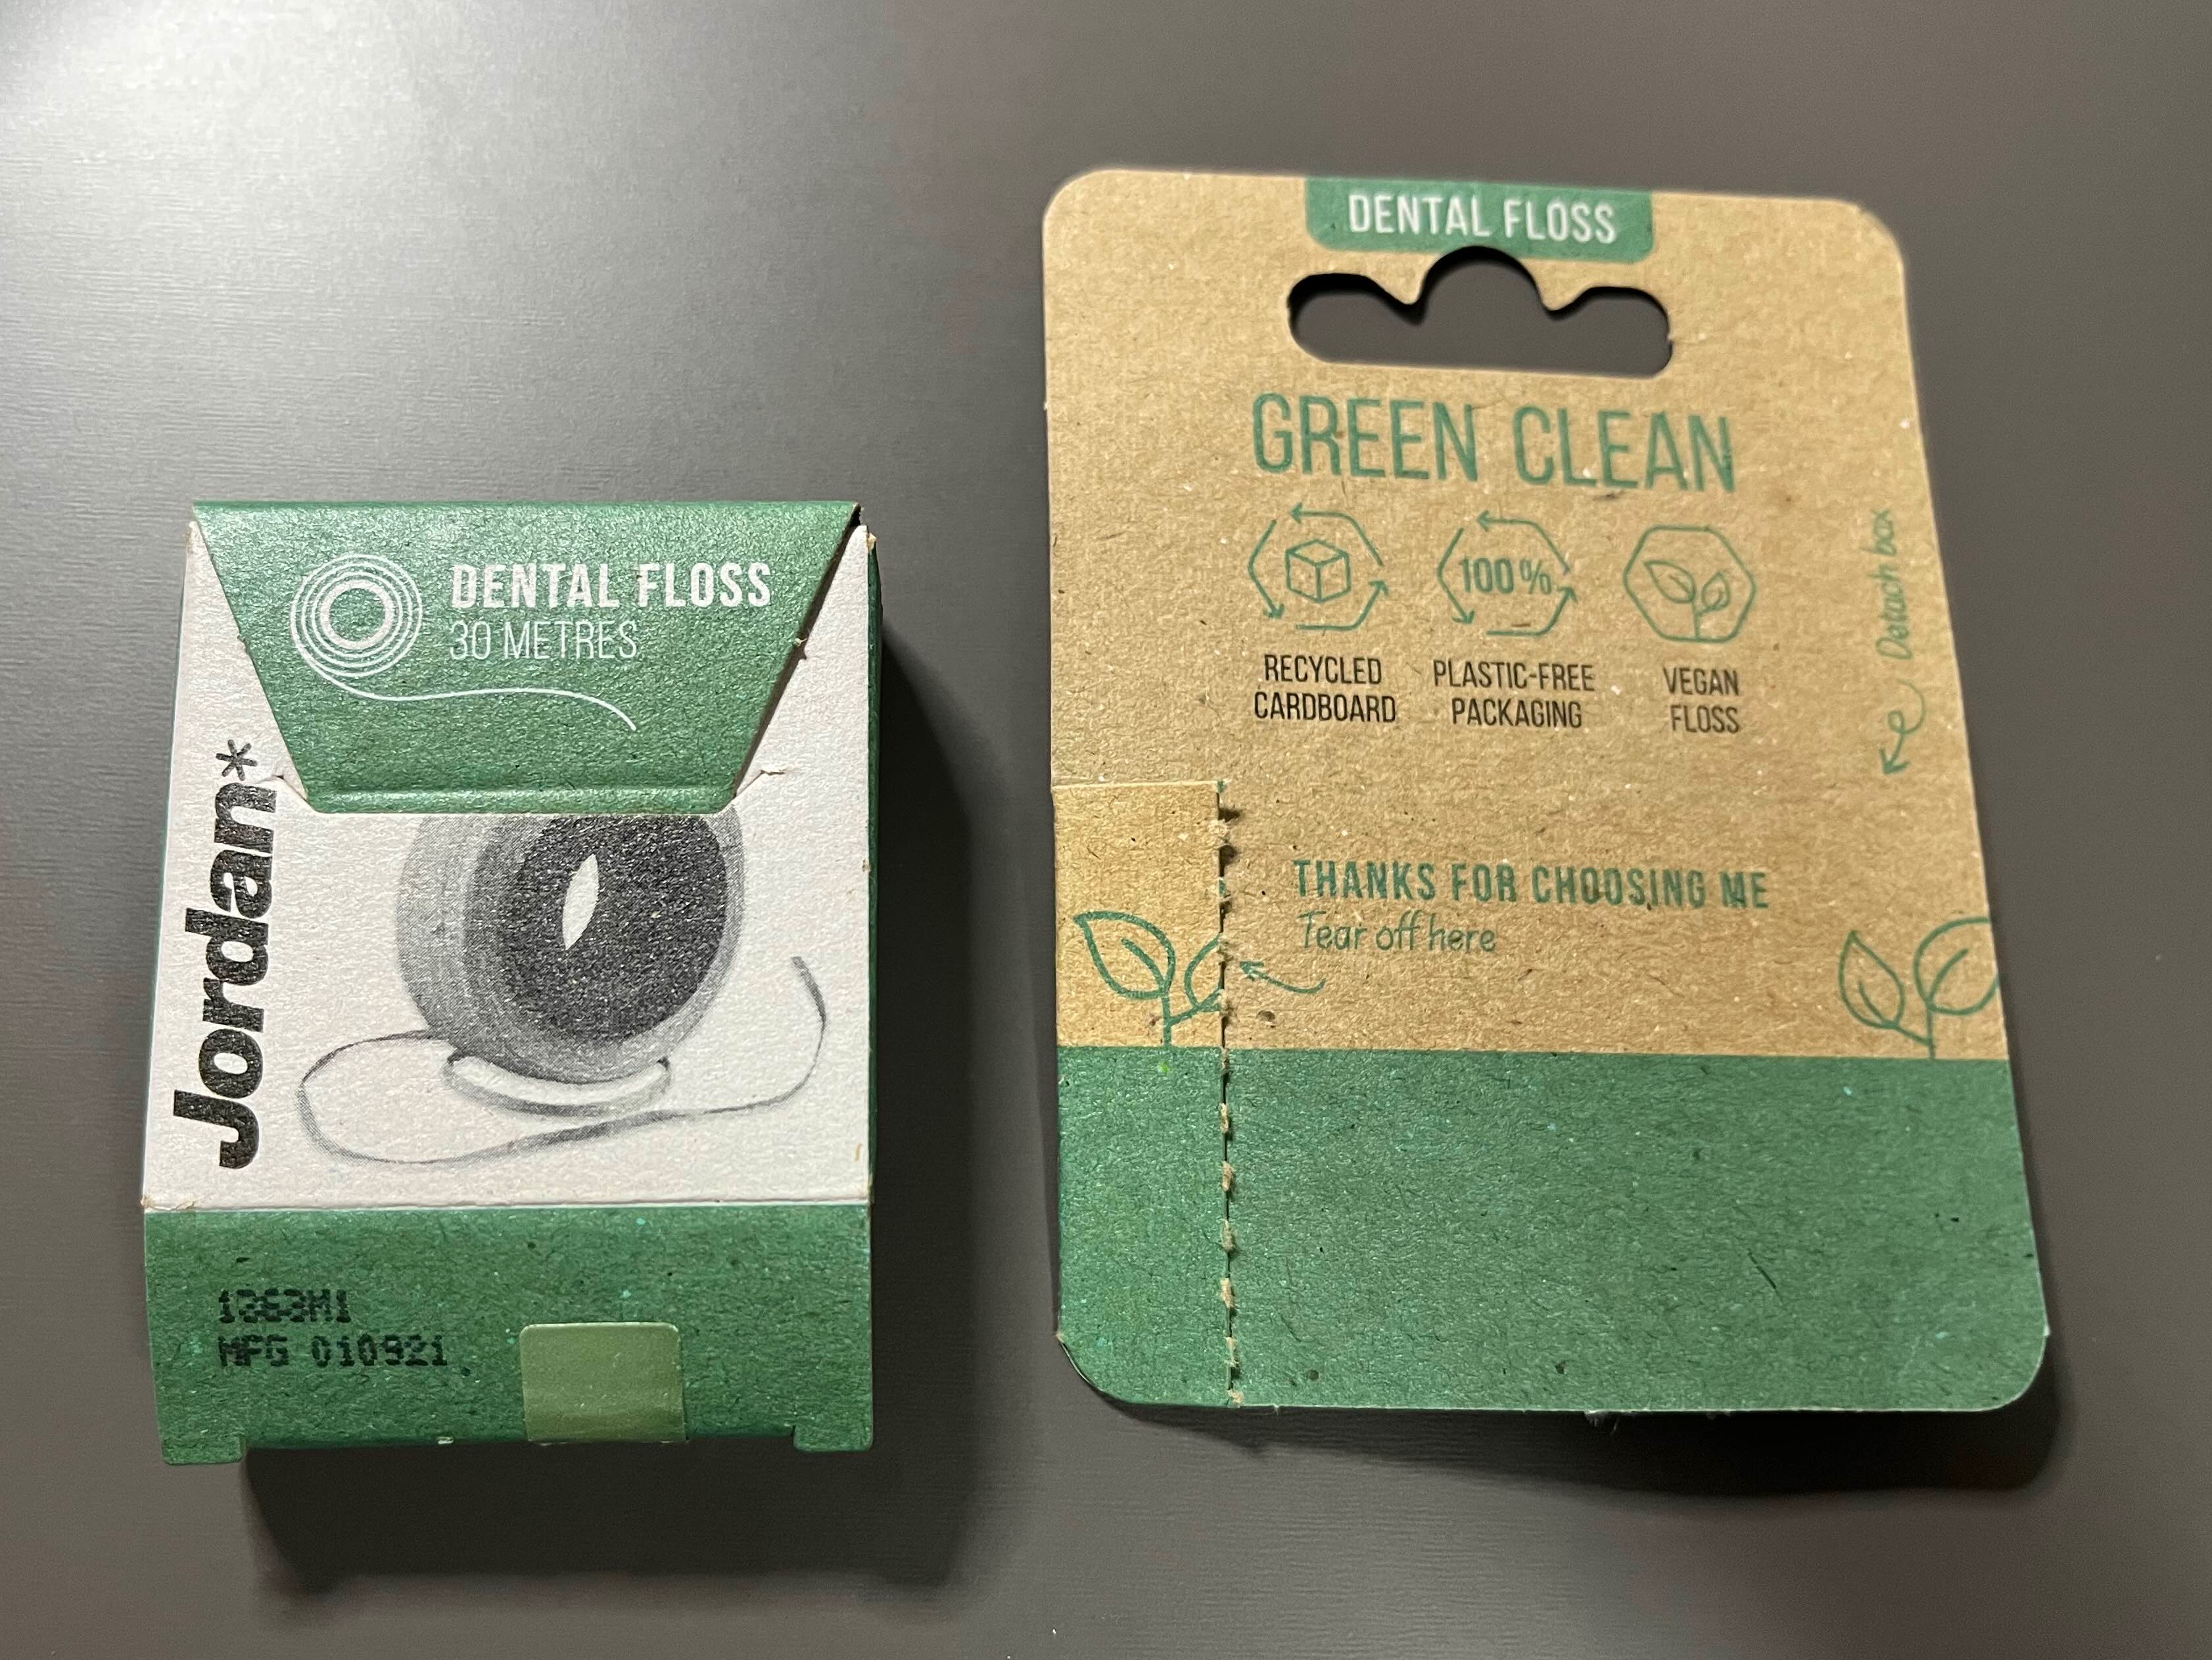 DENTAL FLOSS
30 METRES
Jordan*
MFG 010921
DENTAL FLOSS
GREEN CLEAN
100%
RECYCLED
CARDBOARD
PLASTIC-FREE
PACKAGING
VEGAN
FLOSS
Detach box
THANKS FOR CHOOSING ME
Tear off here